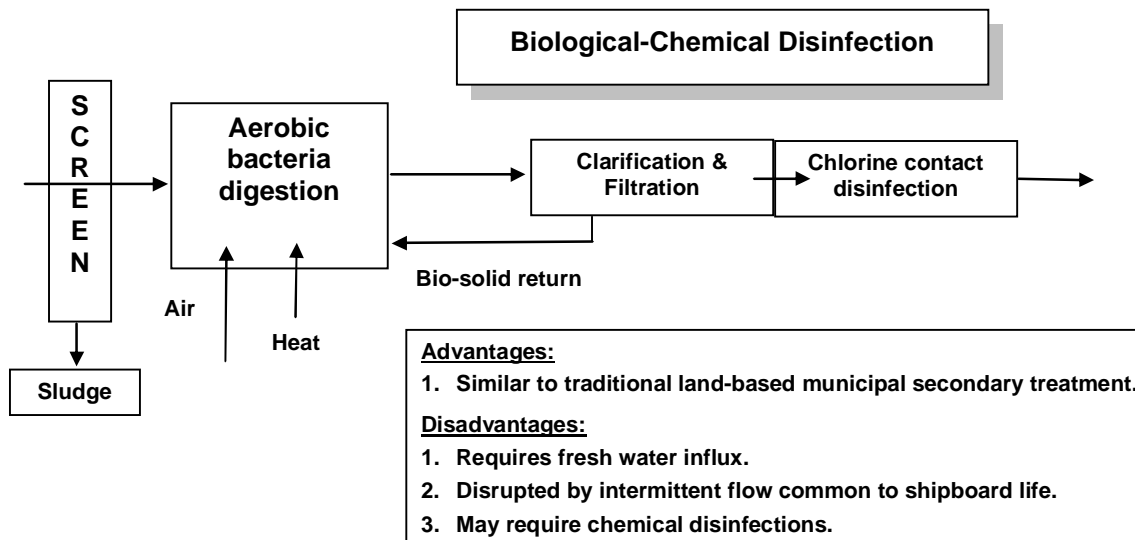 Biological-Chemical Disinfection
S
C
R
E
E
N
Aerobic
bacteria
digestion
Clarification &
Filtration
Chlorine contact
disinfection
Bio-solid return
Air
Heat
Sludge
Advantages:
1. Similar to traditional land-based municipal secondary treatment.
Disadvantages:
1. Requires fresh water influx.
2. Disrupted by intermittent flow common to shipboard life.
3. May require chemical disinfections.